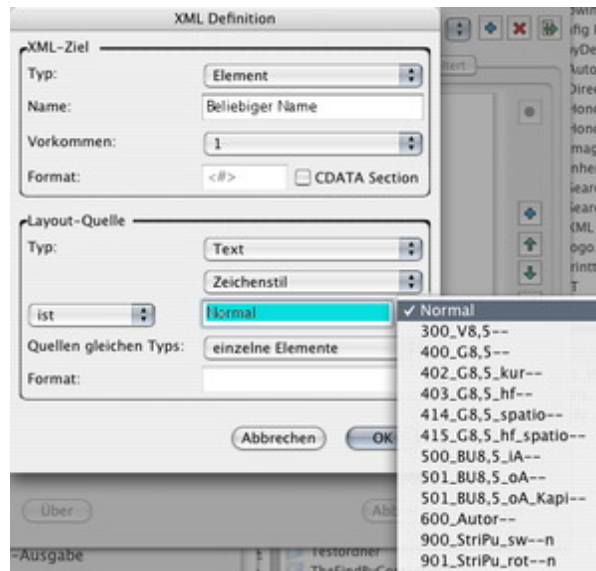 XML Definition
XML-Ziel
Typ: Element
Name: Beliebiger Name
Vorkommen: 1
Format: <#> CDATA Section
Layout-Quelle
Typ: Text
Zeichenstil
ist Normal
Quellen gleichen Typs: einzelne Elemente
Format:
Abbrechen OK
✓ Normal
300_V8,5--
400_G8,5--
402_G8,5_kur--
403_G8,5_hf--
414_G8,5_spatio--
415_G8,5_hf_spatio--
500_BU8,5_iA--
501_BU8,5_oA--
501_BU8,5_oA_Kapi--
600_Autor--
900_StriPu_sw--n
901_StriPu_rot--n
Über
-Ausgabe
Testordner